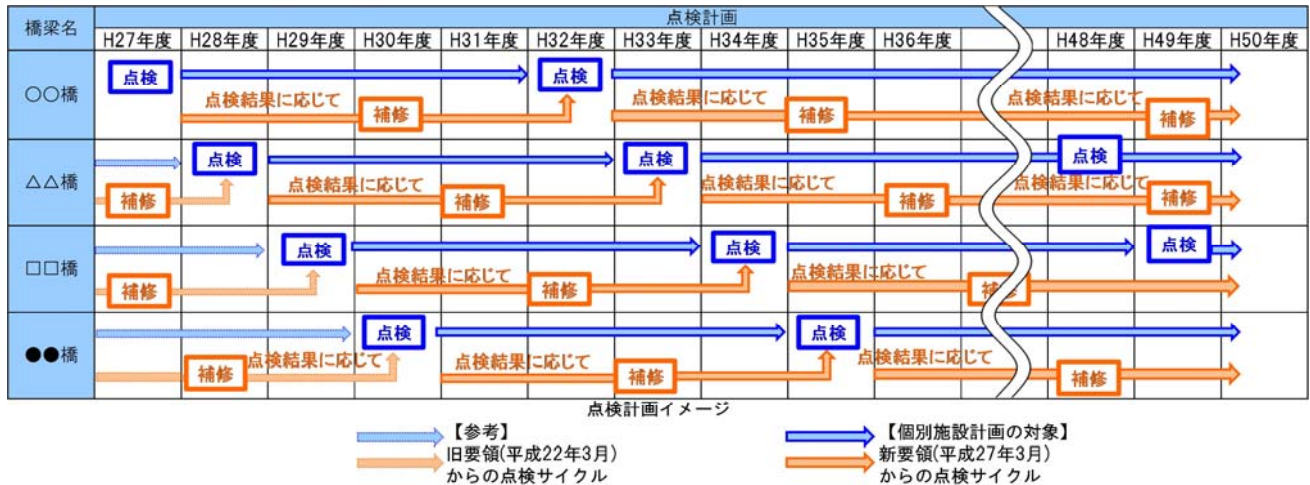 橋梁名
点検計画
H27年度 H28年度 H29年度 H30年度 H31年度 H32年度 H33年度 H34年度 H35年度 H36年度 H48年度 H49年度 H50年度
○○橋
点検 点検
点検結果に応じて 補修 点検結果に応じて 補修 点検結果に応じて 補修
△△橋
点検 点検 点検
補修 点検結果に応じて 補修 点検結果に応じて 補修 点検結果に応じて 補修
□□橋
点検 点検 点検
補修 点検結果に応じて 補修 点検結果に応じて 補修
●●橋
点検 点検
補修 点検結果に応じて 点検結果に応じて 補修 点検結果に応じて 補修
点検計画イメージ
【参考】
旧要領(平成22年3月)
からの点検サイクル
【個別施設計画の対象】
新要領(平成27年3月)
からの点検サイクル